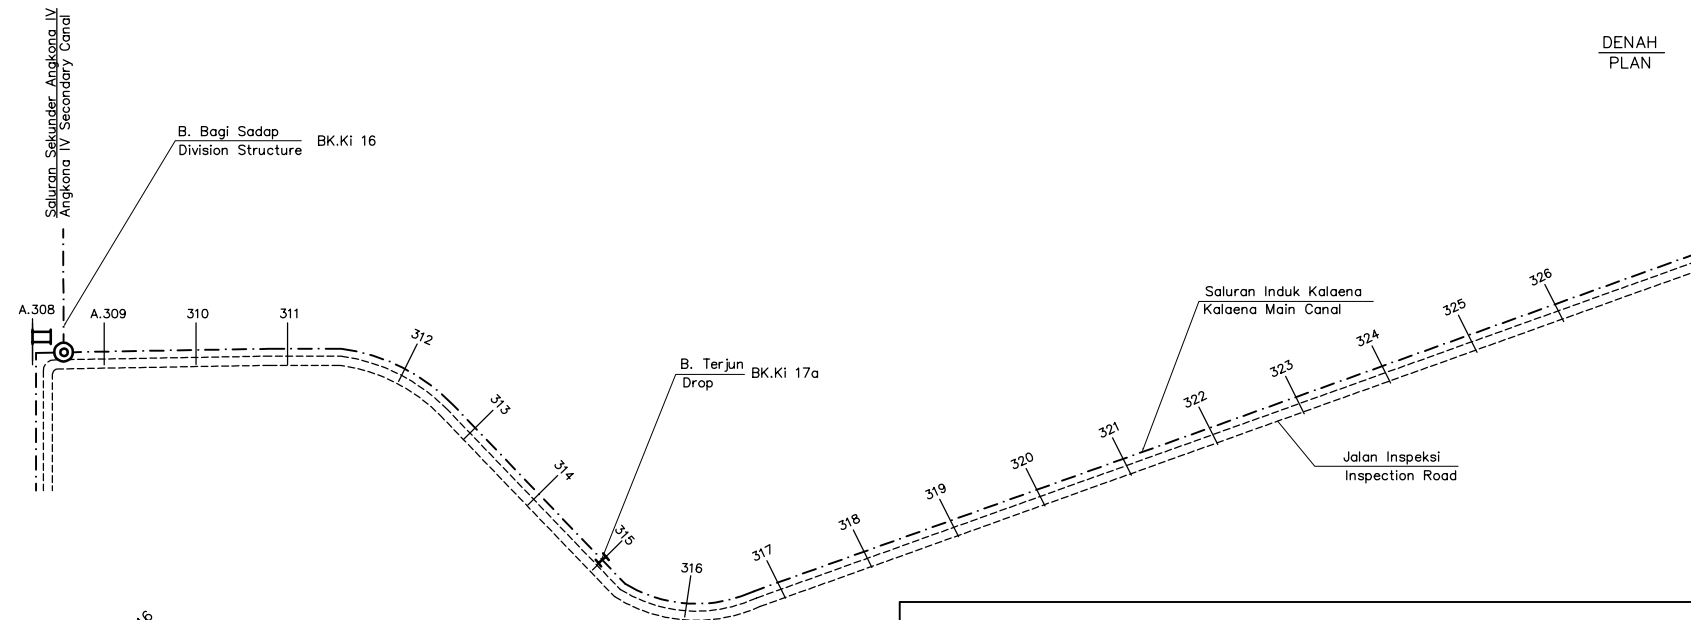 DENAH
PLAN
Saluran Sekunder Angkona IV
Angkona IV Secondary Canal
B. Bagi Sadap
Division Structure
BK.Ki 16
A.308
A.309
310
311
312
313
314
315
316
317
318
319
320
321
322
323
324
325
326
B. Terjun
Drop
BK.Ki 17a
Saluran Induk Kalaena
Kalaena Main Canal
Jalan Inspeksi
Inspection Road